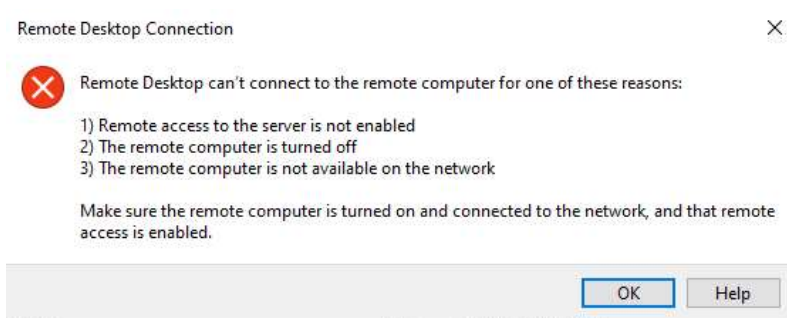 Remote Desktop Connection
Remote Desktop can't connect to the remote computer for one of these reasons:
1) Remote access to the server is not enabled
2) The remote computer is turned off
3) The remote computer is not available on the network
Make sure the remote computer is turned on and connected to the network, and that remote
access is enabled.
OK Help